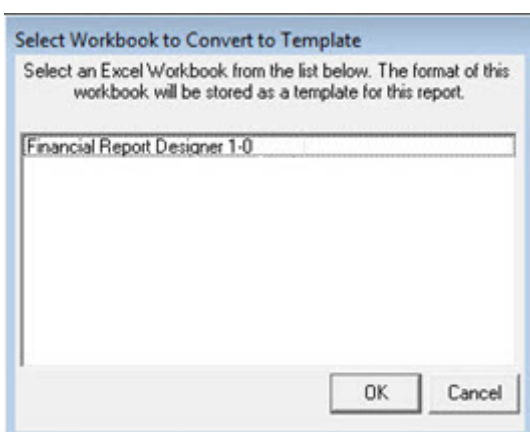 Select Workbook to Convert to Template
Select an Excel Workbook from the list below. The format of this
workbook will be stored as a template for this report.
Financial Report Designer 1-0
OK
Cancel